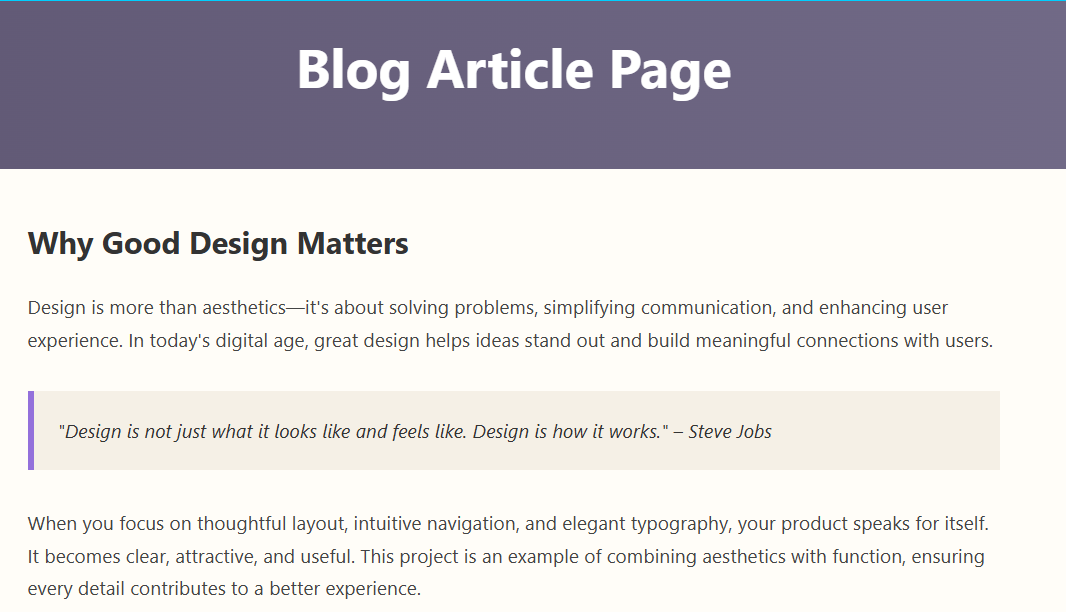 Blog Article Page
Why Good Design Matters
Design is more than aesthetics—it's about solving problems, simplifying communication, and enhancing user
experience. In today's digital age, great design helps ideas stand out and build meaningful connections with users.
"Design is not just what it looks like and feels like. Design is how it works." – Steve Jobs
When you focus on thoughtful layout, intuitive navigation, and elegant typography, your product speaks for itself.
It becomes clear, attractive, and useful. This project is an example of combining aesthetics with function, ensuring
every detail contributes to a better experience.